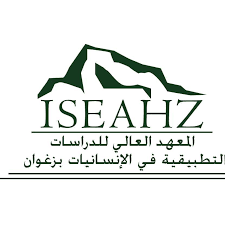 ISEAHZ
المعهد العالي للدراسات
التطبيقية في الإنسانيات بزغوان